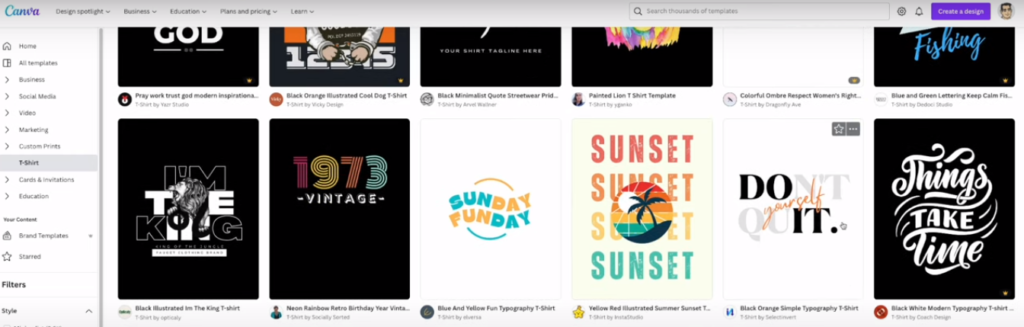 Canva
Design spotlight
Business
Education
Plans and pricing
Learn
Search thousands of templates
Create a design
Home
All templates
Business
Social Media
Video
Marketing
Custom Prints
T-Shirt
Cards & Invitations
Education
Your Content
Brand Templates
Starred
Filters
Style
GOD
12345
YOUR SHIRT TAGLINE HERE
Fishing
Pray work trust god modern inspirationa...
T-Shirt by Yazr Studio
Black Orange Illustrated Cool Dog T-Shirt
T-Shirt by Vicky Design
Black Minimalist Quote Streetwear Prid...
T-Shirt by Arvid Wallner
Painted Lion T Shirt Template
T-Shirt by
Colorful Ombre Respect Women's Right...
T-Shirt by Dragonfly Ave
Blue and Green Lettering Keep Calm Fis...
T-Shirt by Dedoci Studio
I'M
THE
KING
KING OF THE JUNGLE
1973
-VINTAGE-
SUNDAY
FUNDAY
SUNSET
SUNSET
SUNSET
SUNSET
DON'T
yourself
QUIT.
Things
TAKE
Time
Black Illustrated Im The King T-shirt
T-Shirt by
Neon Rainbow Retro Birthday Year Vinta...
T-Shirt by Socially Sorted
Blue And Yellow Fun Typography T-Shirt
T-Shirt by
Yellow Red Illustrated Summer Sunset T...
T-Shirt by InstaStudio
Black Orange Simple Typography T-Shirt
T-Shirt by Selectinvert
Black White Modern Typography T-shirt...
T-Shirt by Coach Design